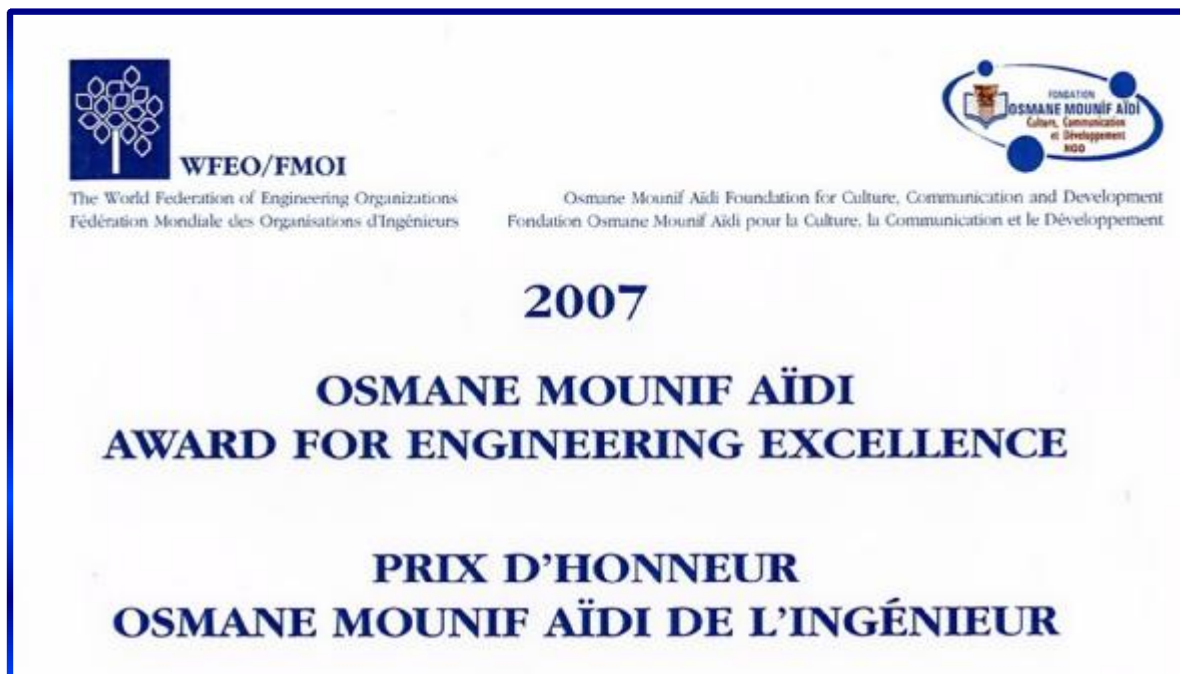 WFEO/FMOI
The World Federation of Engineering Organizations
Fédération Mondiale des Organisations d'Ingénieurs
FONDATION
OSMANE MOUNIF AÏDI
Culture, Communication
et Développement
NGO
Osmane Mounif Aïdi Foundation for Culture, Communication and Development
Fondation Osmane Mounif Aïdi pour la Culture, la Communication et le Développement
2007
OSMANE MOUNIF AÏDI
AWARD FOR ENGINEERING EXCELLENCE
PRIX D'HONNEUR
OSMANE MOUNIF AÏDI DE L'INGÉNIEUR